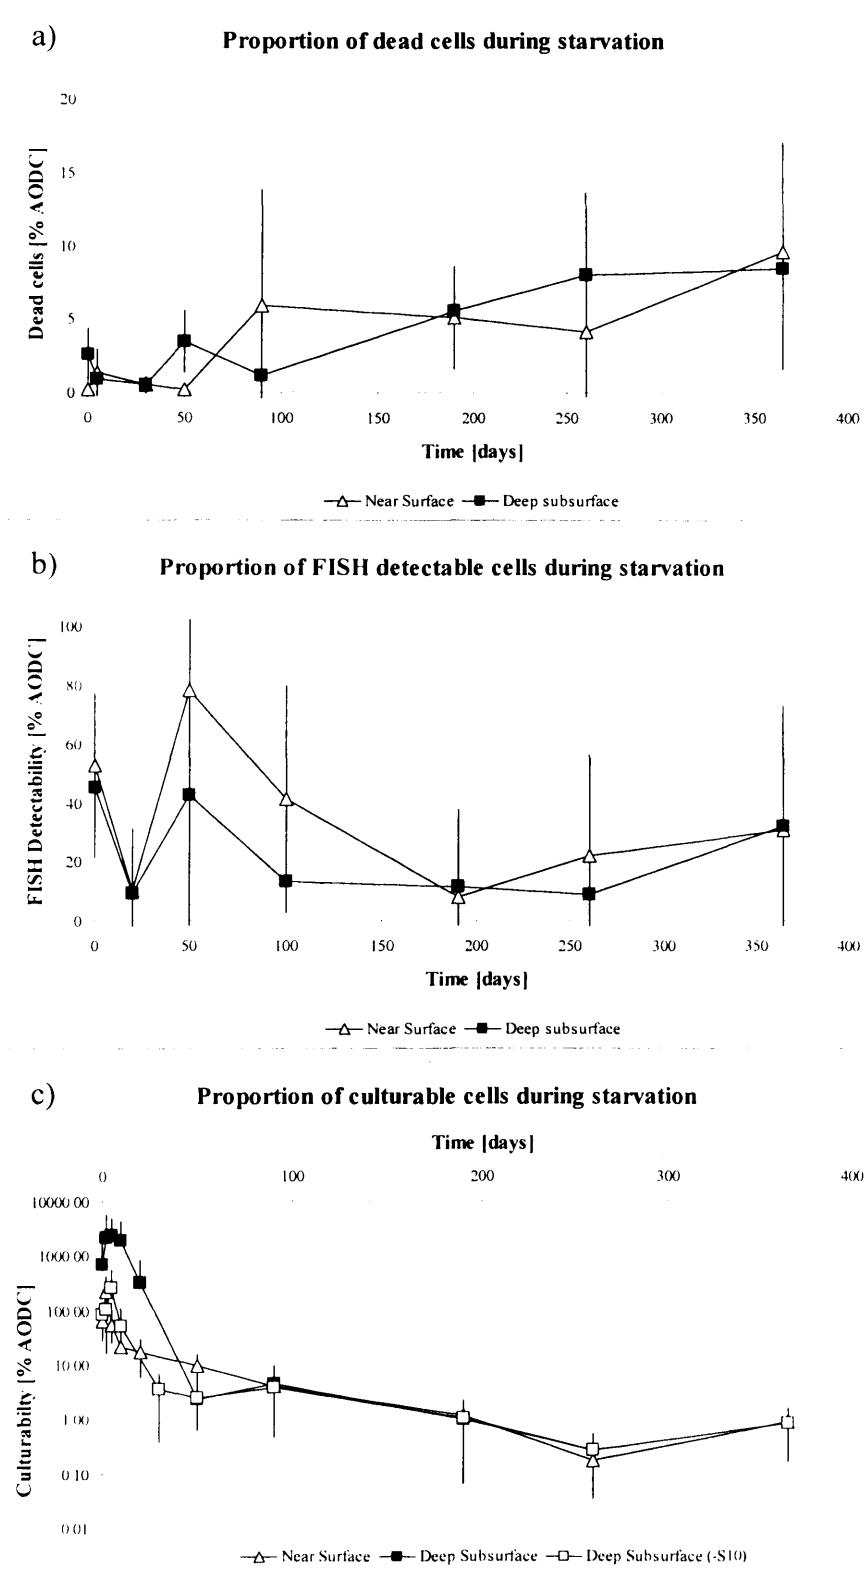 a)
Proportion of dead cells during starvation
20
15
10
5
0
Dead cells [% AODC]
0 50 100 150 200 250 300 350 400
Time [days]
Near Surface Deep subsurface
b)
Proportion of FISH detectable cells during starvation
100
80
60
40
20
0
FISH Detectability [% AODC]
0 50 100 150 200 250 300 350 400
Time [days]
Near Surface Deep subsurface
c)
Proportion of culturable cells during starvation
Time [days]
0 100 200 300 400
10000 00
1000 00
100 00
10 00
1 00
0 10
0 01
Culturabilty [% AODC]
Near Surface Deep Subsurface Deep Subsurface (-S10)